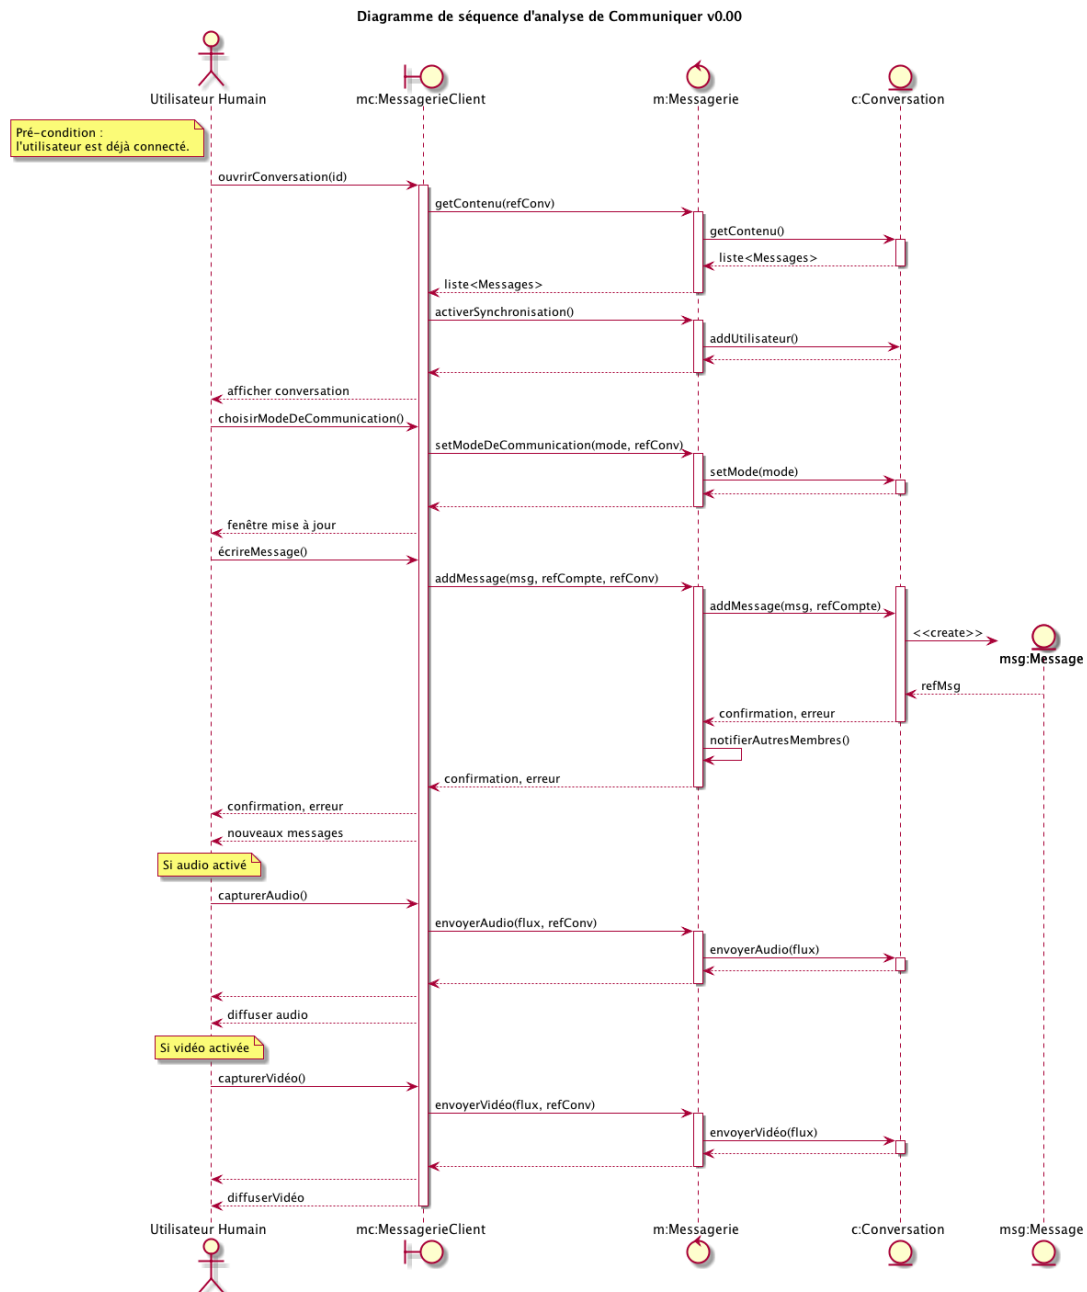 Diagramme de séquence d'analyse de Communiquer v0.00
Utilisateur Humain
mc:MessagerieClient
m:Messagerie
c:Conversation
Pré-condition :
l'utilisateur est déjà connecté.
ouvrirConversation(id)
getContenu(refConv)
getContenu()
liste<Messages>
liste<Messages>
activerSynchronisation()
addUtilisateur()
afficher conversation
choisirModeDeCommunication()
setModeDeCommunication(mode, refConv)
setMode(mode)
fenêtre mise à jour
écrireMessage()
addMessage(msg, refCompte, refConv)
addMessage(msg, refCompte)
<<create>>
msg:Message
refMsg
confirmation, erreur
notifierAutresMembres()
confirmation, erreur
confirmation, erreur
nouveaux messages
Si audio activé
capturerAudio()
envoyerAudio(flux, refConv)
envoyerAudio(flux)
diffuser audio
Si vidéo activée
capturerVidéo()
envoyerVidéo(flux, refConv)
envoyerVidéo(flux)
diffuserVidéo
Utilisateur Humain
mc:MessagerieClient
m:Messagerie
c:Conversation
msg:Message